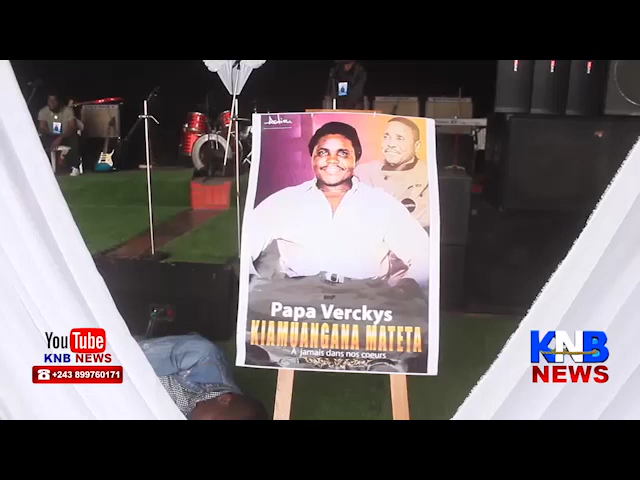 Papa Verckys
KIAMUANGANA MATETA
A jamais dans nos coeurs
YouTube
KNB NEWS
+243 899760171
KNB
NEWS